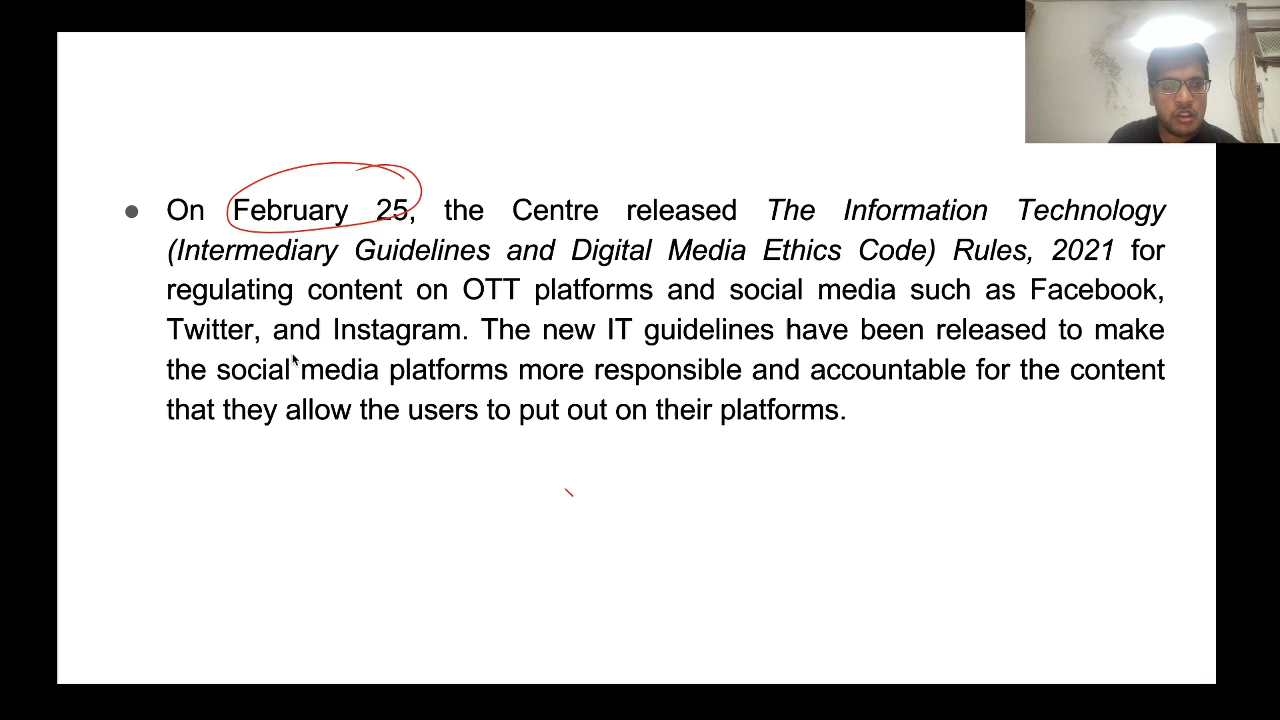 ● On February 25, the Centre released The Information Technology
(Intermediary Guidelines and Digital Media Ethics Code) Rules, 2021 for
regulating content on OTT platforms and social media such as Facebook,
Twitter, and Instagram. The new IT guidelines have been released to make
the social media platforms more responsible and accountable for the content
that they allow the users to put out on their platforms.